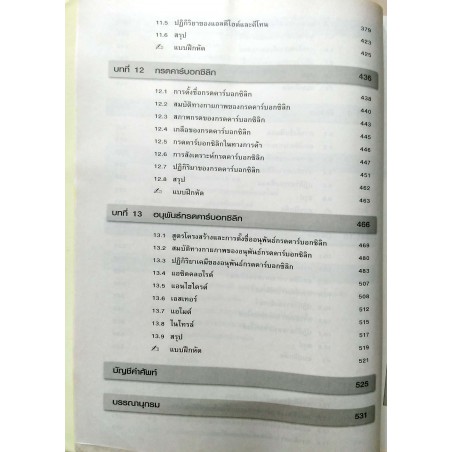 11.5 ปฏิกิริยาของแอลดีไฮด์และคีโทน 378
11.6 สรุป 423
แบบฝึกหัด 425
บทที่ 12 กรดคาร์บอกซิลิก 436
12.1 การตั้งชื่อกรดคาร์บอกซิลิก 438
12.2 สมบัติทางกายภาพของกรดคาร์บอกซิลิก 440
12.3 สภาพกรดของกรดคาร์บอกซิลิก 443
12.4 เกลือของกรดคาร์บอกซิลิก 445
12.5 กรดคาร์บอกซิลิกในทางการค้า 446
12.6 การสังเคราะห์กรดคาร์บอกซิลิก 447
12.7 ปฏิกิริยาของกรดคาร์บอกซิลิก 451
12.8 สรุป 462
แบบฝึกหัด 463
บทที่ 13 อนุพันธ์กรดคาร์บอกซิลิก 466
13.1 สูตรโครงสร้างและการตั้งชื่ออนุพันธ์กรดคาร์บอกซิลิก 469
13.2 สมบัติทางกายภาพของอนุพันธ์กรดคาร์บอกซิลิก 480
13.3 ปฏิกิริยาเคมีของอนุพันธ์กรดคาร์บอกซิลิก 483
13.4 แอซิดคลอไรด์ 507
13.5 แอนไฮไดรด์ 508
13.6 เอสเทอร์ 512
13.7 แอไมด์ 515
13.8 ไนไทรล์ 517
13.9 สรุป 519
แบบฝึกหัด 521
บัญชีคำศัพท์ 525
บรรณานุกรม 531